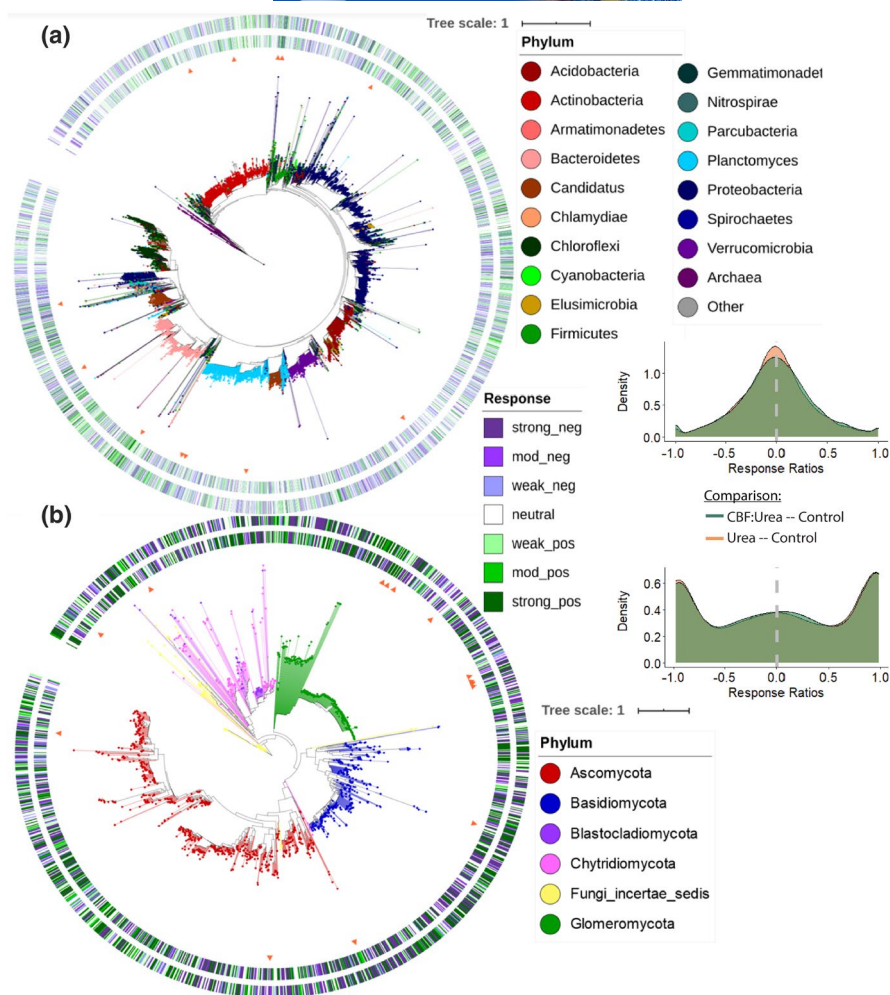 (a)
Tree scale: 1
Phylum
Acidobacteria
Actinobacteria
Armatimonadetes
Bacteroidetes
Candidatus
Chlamydiae
Chloroflexi
Cyanobacteria
Elusimicrobia
Firmicutes
Gemmatimonadet
Nitrospirae
Parcubacteria
Planctomyces
Proteobacteria
Spirochaetes
Verrucomicrobia
Archaea
Other
Density
1.0
0.5
0.0
-1.0 -0.5 0.0 0.5 1.0
Response Ratios
Response
strong_neg
mod_neg
weak_neg
neutral
weak_pos
mod_pos
strong_pos
Comparison:
CBF:Urea -- Control
Urea -- Control
(b)
Density
0.6
0.4
0.2
0.0
-1.0 -0.5 0.0 0.5 1.0
Response Ratios
Tree scale: 1
Phylum
Ascomycota
Basidiomycota
Blastocladiomycota
Chytridiomycota
Fungi_incertae_sedis
Glomeromycota